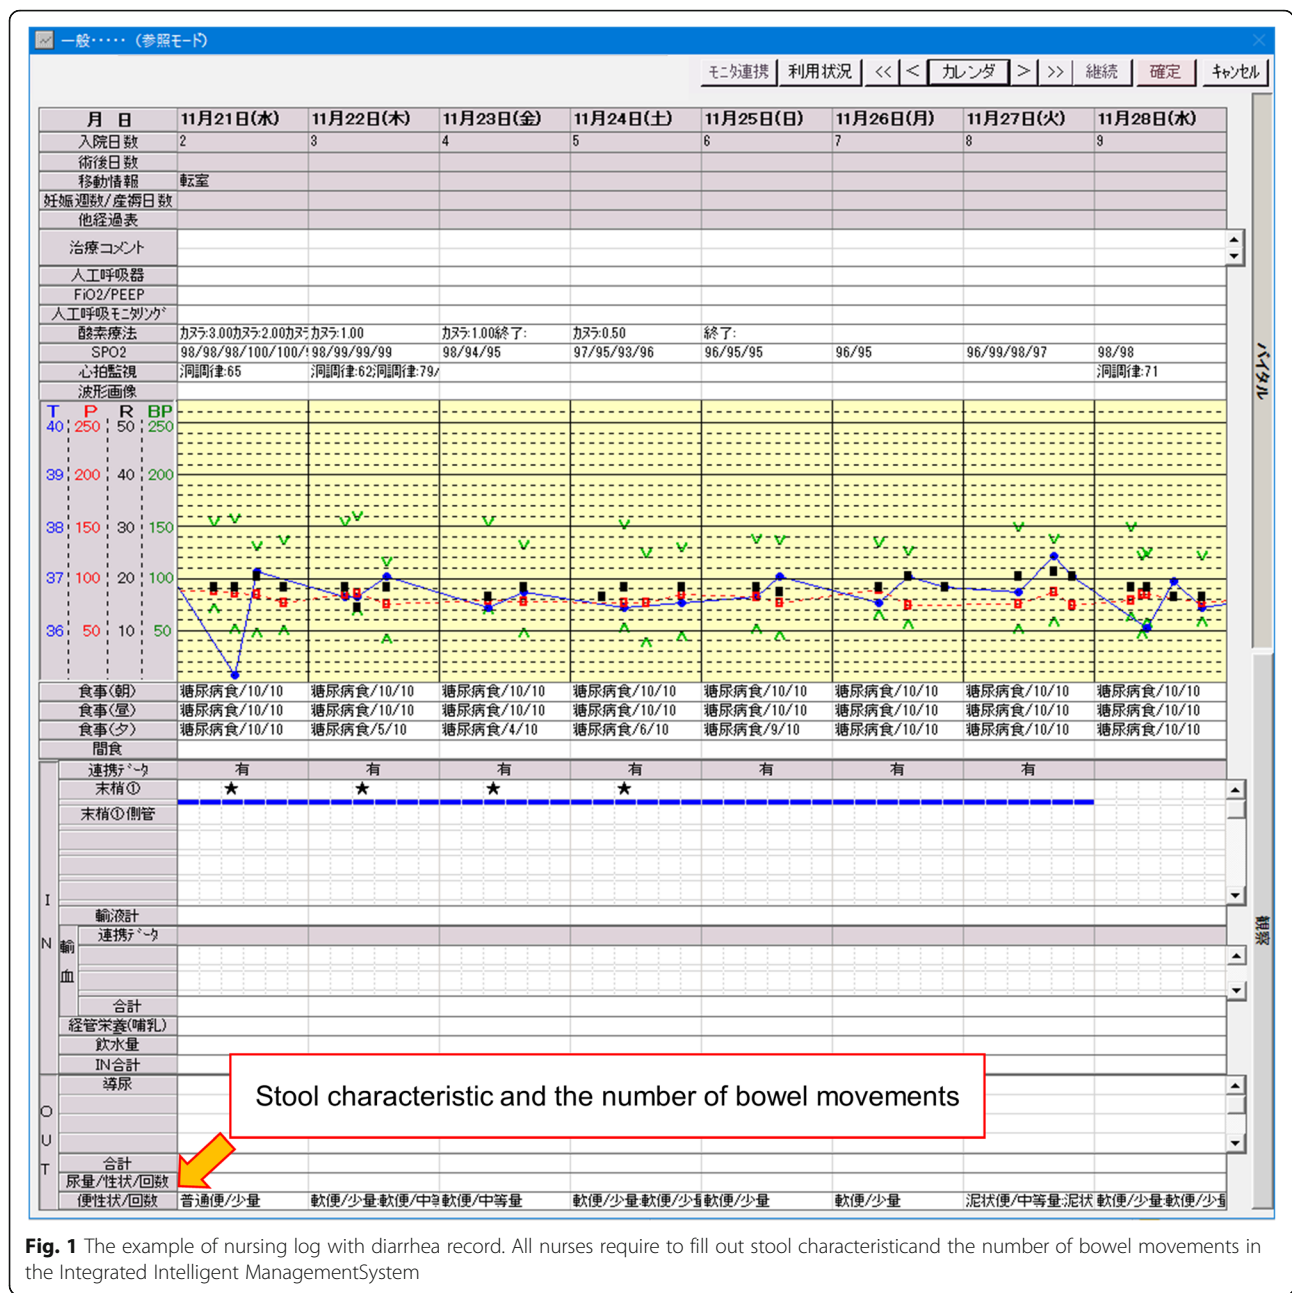 一般・・・・・ (参照モード)
モニタ連携 利用状況 << < カレンダ > >> 継続 確定 キャンセル
月 日 11月21日(水) 11月22日(木) 11月23日(金) 11月24日(土) 11月25日(日) 11月26日(月) 11月27日(火) 11月28日(水)
入院日数 2 3 4 5 6 7 8 9
術後日数
移動情報 転室
妊娠週数/産褥日数
他経過表
治療コメント
人工呼吸器
FiO2/PEEP
人工呼吸モニタリング
酸素療法 カヌラ:3.00カヌラ:2.00カヌラ カヌラ:1.00 カヌラ:1.00終了: カヌラ:0.50 終了:
SPO2 98/98/98/100/100/ 98/99/99/99 98/94/95 97/95/93/96 96/95/95 96/95 96/99/98/97 98/98
心拍監視 洞調律:65 洞調律:62;洞調律:79/ 洞調律:71
波形画像
バイタル
T P R BP
40 250 50 250
39 200 40 200
38 150 30 150
37 100 20 100
36 50 10 50
食事(朝) 糖尿病食/10/10 糖尿病食/10/10 糖尿病食/10/10 糖尿病食/10/10 糖尿病食/10/10 糖尿病食/10/10 糖尿病食/10/10 糖尿病食/10/10
食事(昼) 糖尿病食/10/10 糖尿病食/10/10 糖尿病食/10/10 糖尿病食/10/10 糖尿病食/10/10 糖尿病食/10/10 糖尿病食/10/10 糖尿病食/10/10
食事(夕) 糖尿病食/10/10 糖尿病食/5/10 糖尿病食/4/10 糖尿病食/6/10 糖尿病食/9/10 糖尿病食/10/10 糖尿病食/10/10 糖尿病食/10/10
間食
連携データ 有 有 有 有 有 有 有
末梢① ★ ★ ★ ★
末梢①側管
IN
輸液計
観察
輸血
連携データ
合計
経管栄養(哺乳)
飲水量
IN合計
OUT
導尿
Stool characteristic and the number of bowel movements
合計
尿量/性状/回数
便性状/回数 普通便/少量 軟便/少量:軟便/中等 軟便/中等量 軟便/少量:軟便/少量 軟便/少量 軟便/少量 泥状便/中等量:泥状 軟便/少量:軟便/少量
Fig. 1 The example of nursing log with diarrhea record. All nurses require to fill out stool characteristicand the number of bowel movements in
the Integrated Intelligent ManagementSystem